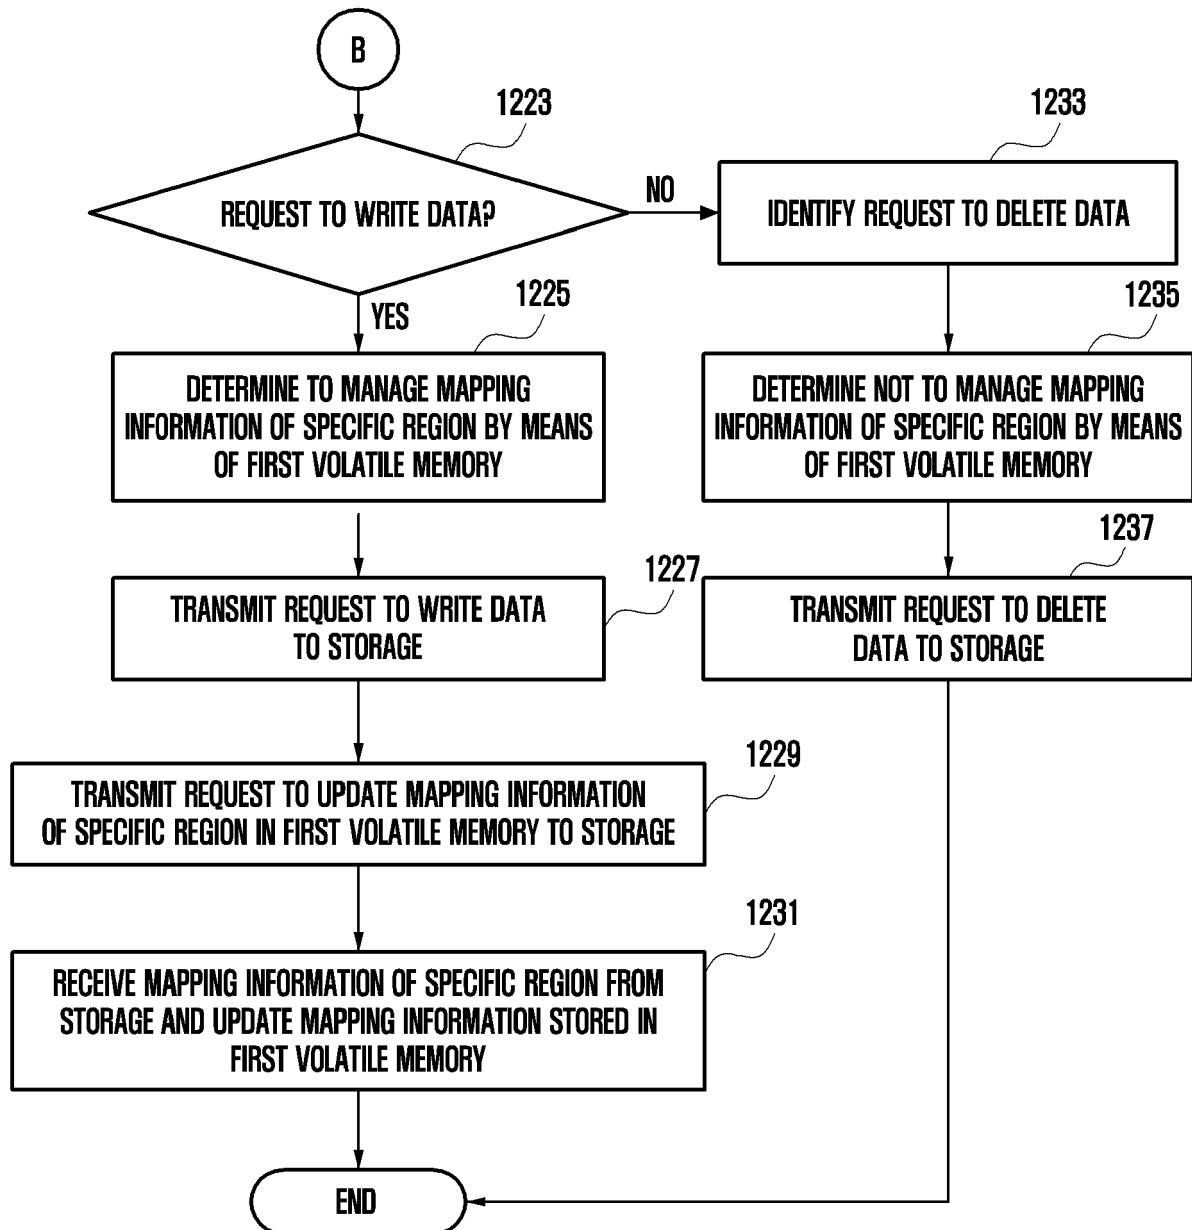 B
1223
REQUEST TO WRITE DATA?
NO
1233
IDENTIFY REQUEST TO DELETE DATA
YES
1225
DETERMINE TO MANAGE MAPPING
INFORMATION OF SPECIFIC REGION BY MEANS
OF FIRST VOLATILE MEMORY
1235
DETERMINE NOT TO MANAGE MAPPING
INFORMATION OF SPECIFIC REGION BY MEANS
OF FIRST VOLATILE MEMORY
1227
TRANSMIT REQUEST TO WRITE DATA
TO STORAGE
1237
TRANSMIT REQUEST TO DELETE
DATA TO STORAGE
1229
TRANSMIT REQUEST TO UPDATE MAPPING INFORMATION
OF SPECIFIC REGION IN FIRST VOLATILE MEMORY TO STORAGE
1231
RECEIVE MAPPING INFORMATION OF SPECIFIC REGION FROM
STORAGE AND UPDATE MAPPING INFORMATION STORED IN
FIRST VOLATILE MEMORY
END